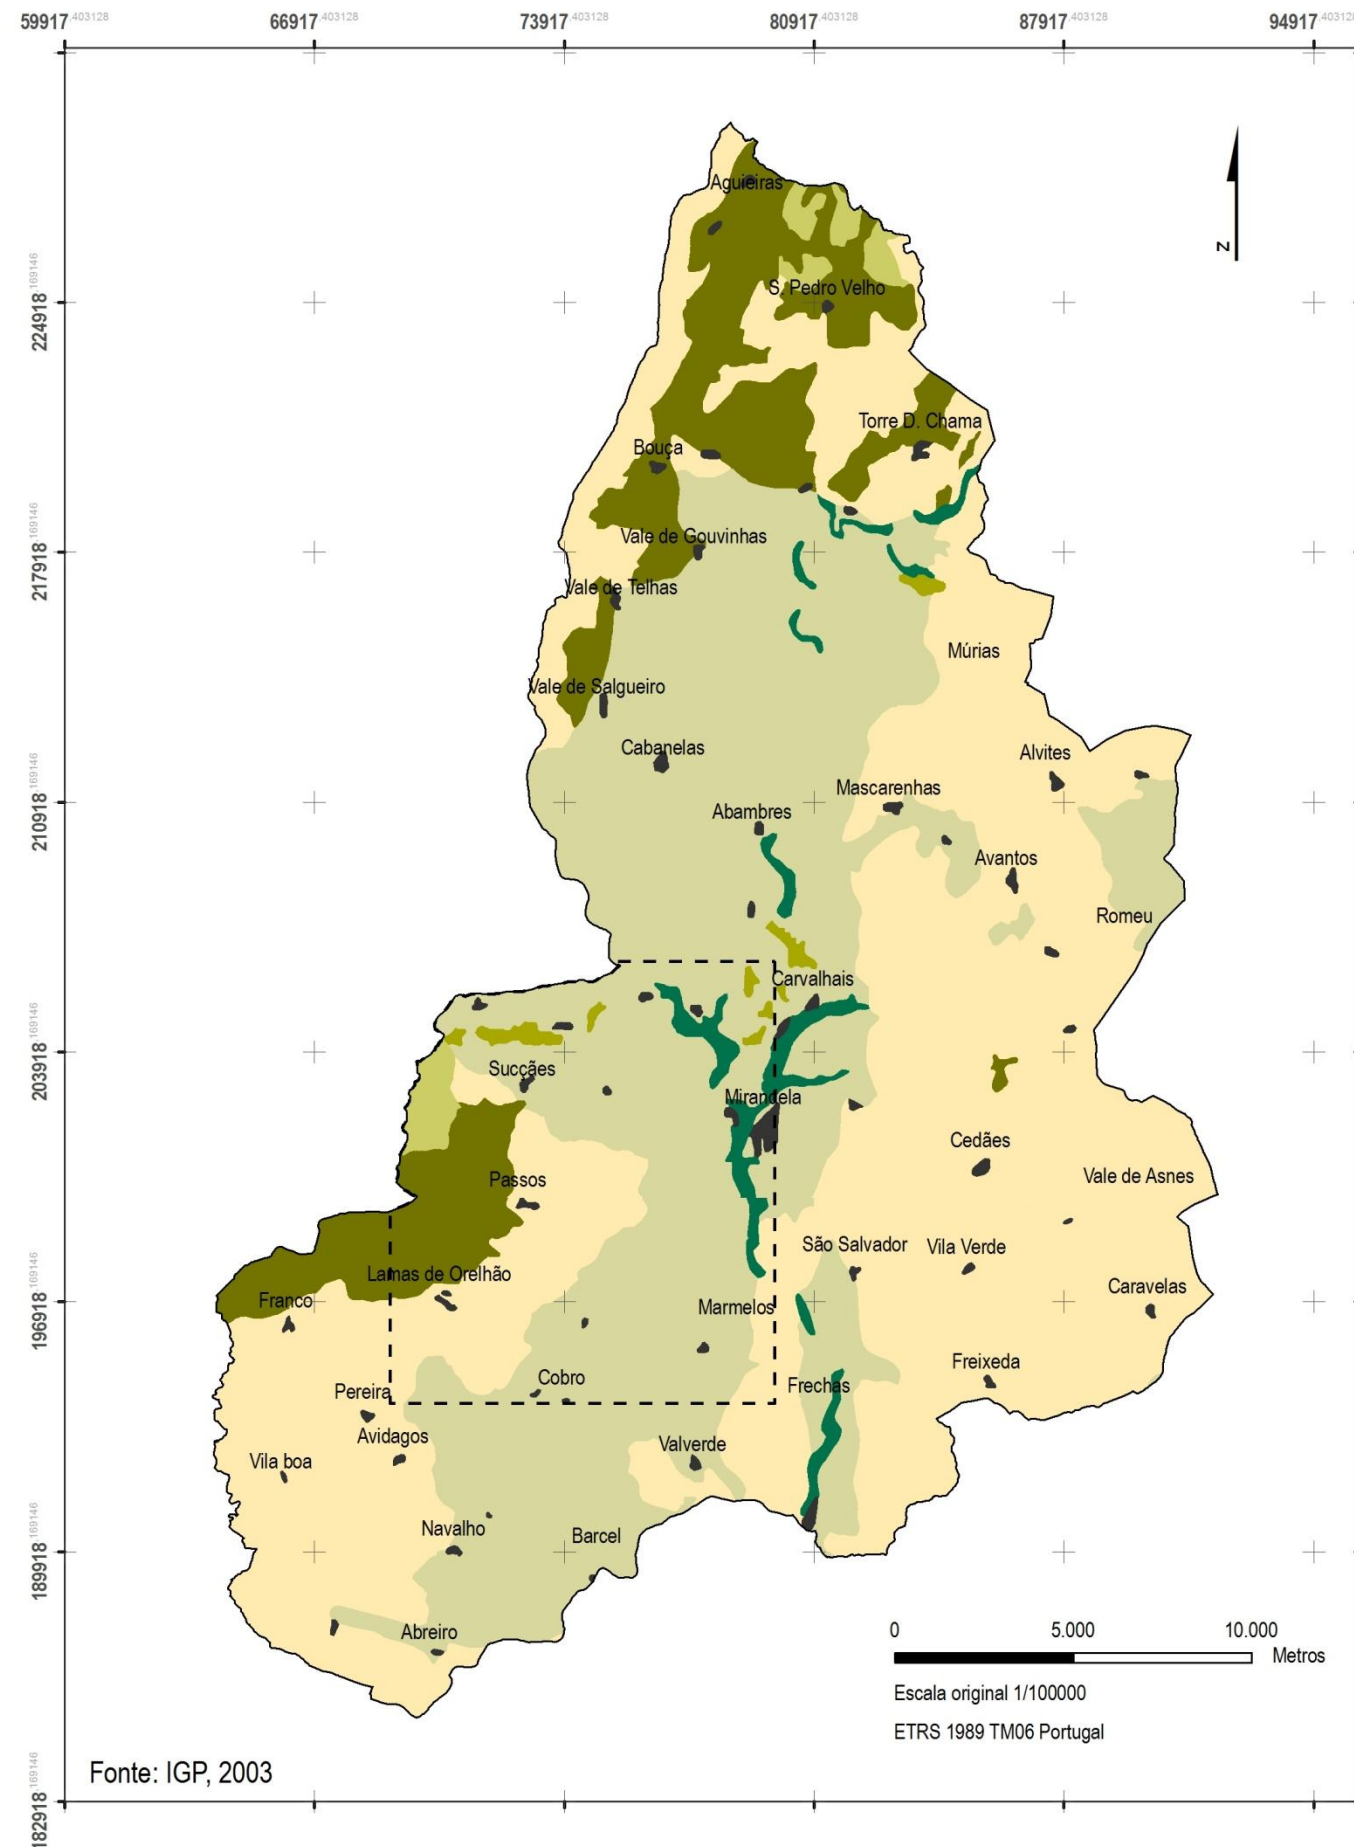 59917,403128 66917,403128 73917,403128 80917,403128 87917,403128 94917,403128
Aguieiras
N
S. Pedro Velho
224918,169146
Torre D. Chama
Bouça
Vale de Gouvinhas
217918,169146
Vale de Telhas
Múrias
Vale de Salgueiro
Cabanelas
Alvites
Mascarenhas
210918,169146
Abambres
Avantos
Romeu
Carvalhais
203918,169146
Succães
Mirandela
Cedães
Vale de Asnes
Passos
São Salvador
Vila Verde
Lamas de Orelhão
Caravelas
Franco
196918,169146
Marmelos
Freixeda
Cobro
Frechas
Pereira
Avidagos
Valverde
Vila boa
Navalho
Barcel
189918,169146
Abreiro
0 5.000 10.000
Metros
Escala original 1/100000
ETRS 1989 TM06 Portugal
Fonte: IGP, 2003
182918,169146